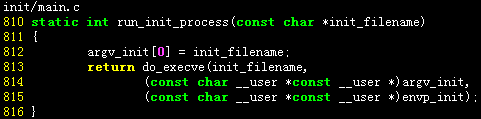 init/main.c
810 static int run_init_process(const char *init_filename)
811 {
812         argv_init[0] = init_filename;
813         return do_execve(init_filename,
814                 (const char __user *const __user *)argv_init,
815                 (const char __user *const __user *)envp_init);
816 }